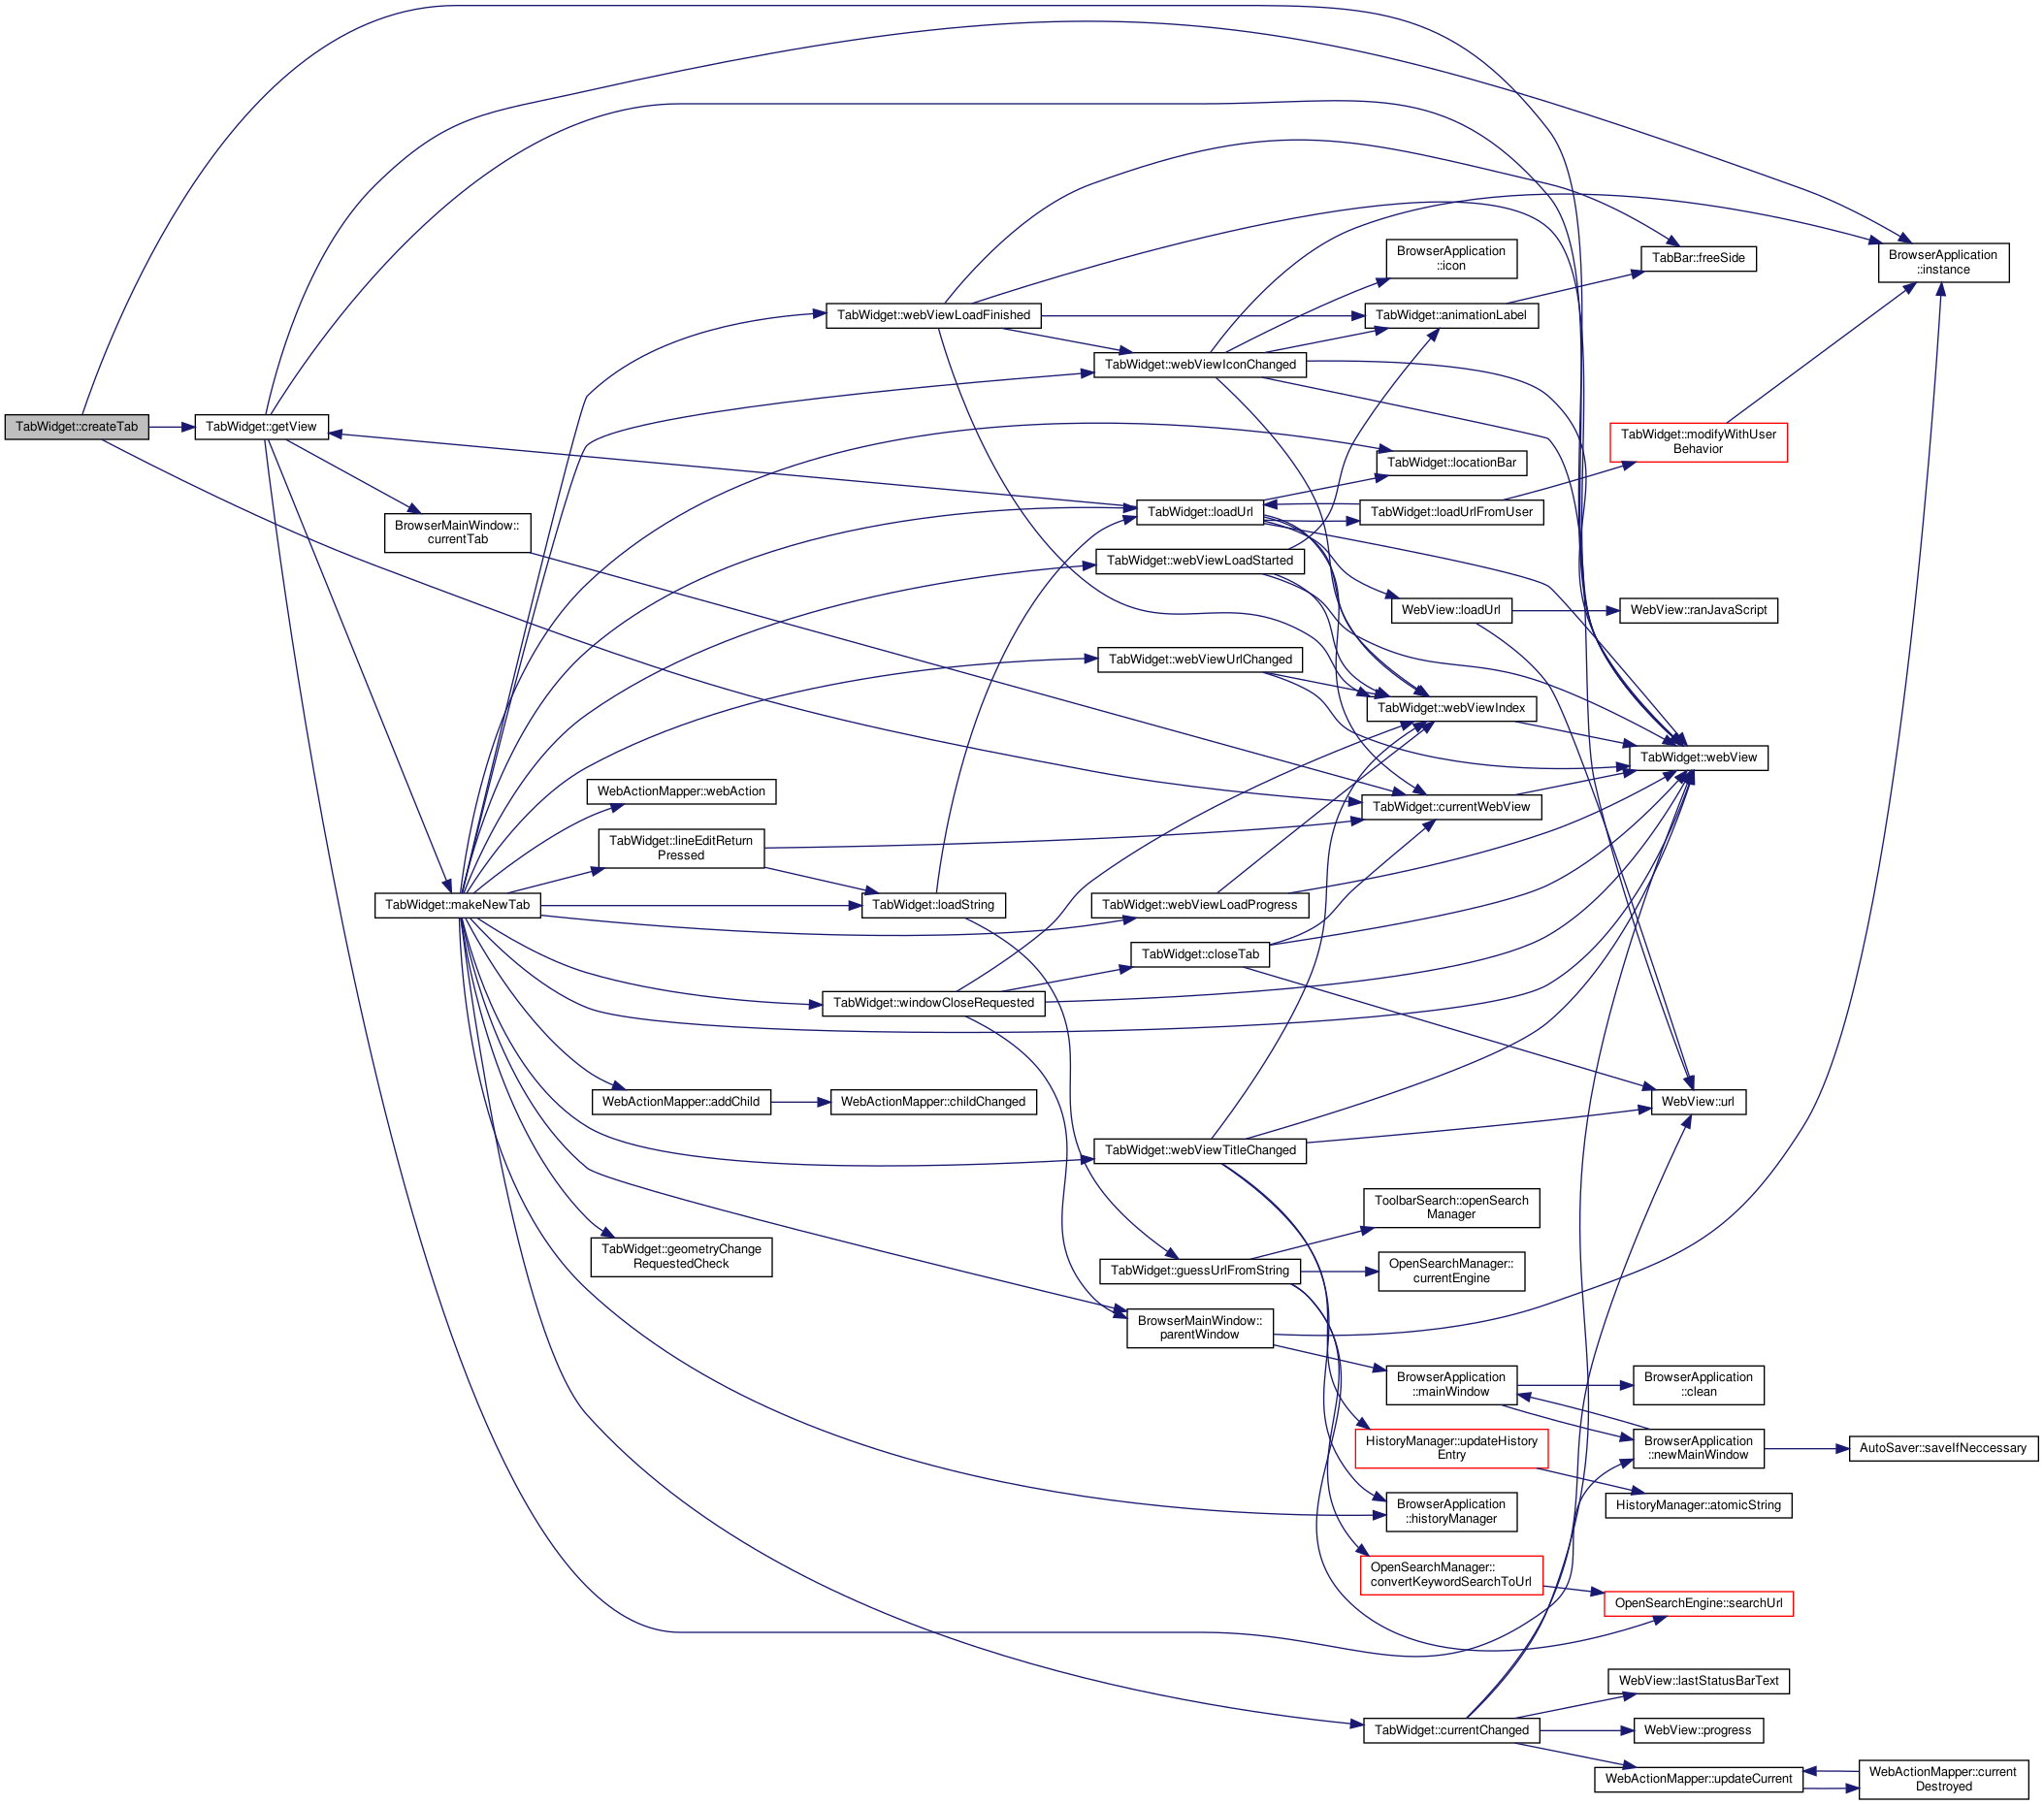 TabWidget::createTab
TabWidget::getView
BrowserMainWindow::
currentTab
TabWidget::makeNewTab
WebActionMapper::webAction
TabWidget::lineEditReturn
Pressed
WebActionMapper::addChild
TabWidget::geometryChange
RequestedCheck
TabWidget::webViewLoadFinished
TabWidget::loadString
TabWidget::windowCloseRequested
WebActionMapper::childChanged
TabWidget::webViewIconChanged
TabWidget::loadUrl
TabWidget::webViewLoadStarted
TabWidget::webViewUrlChanged
TabWidget::webViewLoadProgress
TabWidget::closeTab
TabWidget::webViewTitleChanged
TabWidget::guessUrlFromString
BrowserMainWindow::
parentWindow
BrowserApplication
::icon
TabWidget::animationLabel
TabWidget::locationBar
TabWidget::loadUrlFromUser
WebView::loadUrl
TabWidget::webViewIndex
TabWidget::currentWebView
ToolbarSearch::openSearch
Manager
OpenSearchManager::
currentEngine
BrowserApplication
::mainWindow
HistoryManager::updateHistory
Entry
BrowserApplication
::historyManager
OpenSearchManager::
convertKeywordSearchToUrl
TabWidget::currentChanged
TabBar::freeSide
TabWidget::modifyWithUser
Behavior
WebView::ranJavaScript
TabWidget::webView
WebView::url
BrowserApplication
::clean
BrowserApplication
::newMainWindow
HistoryManager::atomicString
OpenSearchEngine::searchUrl
WebView::lastStatusBarText
WebView::progress
WebActionMapper::updateCurrent
BrowserApplication
::instance
AutoSaver::saveIfNeccessary
WebActionMapper::current
Destroyed